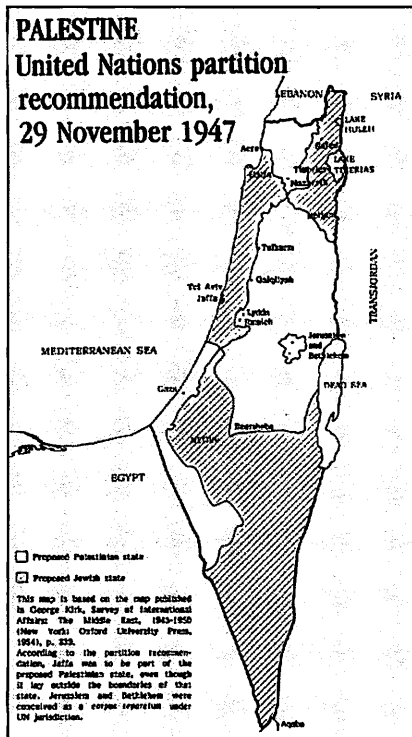 PALESTINE
United Nations partition
recommendation,
29 November 1947
LEBANON
SYRIA
LAKE
HULEH
Safad
Acre
LAKE
TIBERIAS
Haifa
Tiberias
Nazareth
Beisan
Tulkarm
Qalqilyah
Tel Aviv
Jaffa
Lydda
Ramleh
TRANSJORDAN
Jerusalem
and
Bethlehem
MEDITERRANEAN SEA
DEAD SEA
Gaza
Beersheba
NEGEV
EGYPT
Proposed Palestinian state
Proposed Jewish state
This map is based on the map published
in George Kirk, Survey of International
Affairs: The Middle East, 1945-1950
(New York: Oxford University Press,
1954), p. 339.
According to the partition recommen-
dation, Jaffa was to be part of the
proposed Palestinian state, even though
it lay outside the boundaries of that
state. Jerusalem and Bethlehem were
conceived as a corpus separatum under
UN jurisdiction.
Aqaba